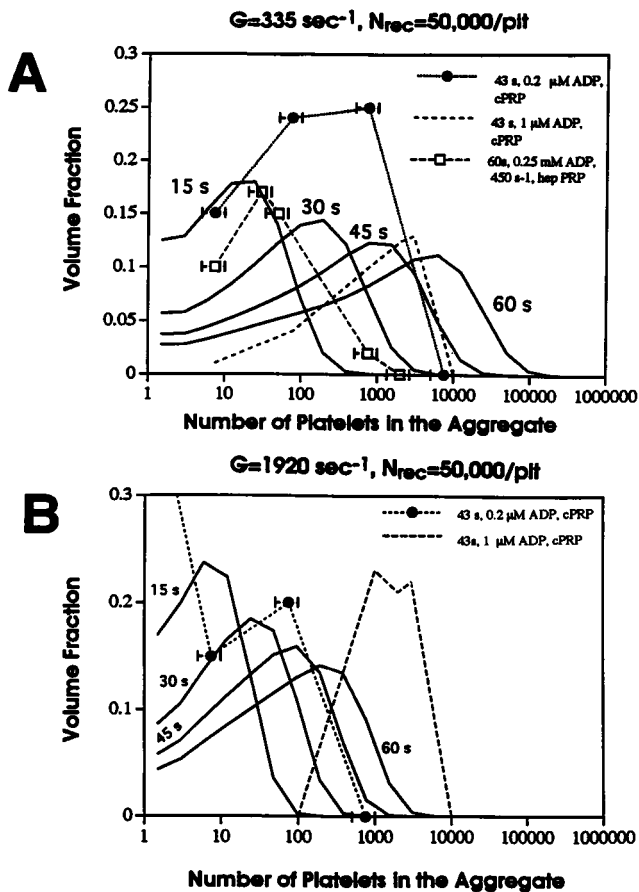 G=335 sec-1, Nrec=50,000/plt
A
0.3
0.25
0.2
0.15
0.1
0.05
0
Volume Fraction
43 s, 0.2 µM ADP,
cPRP
43 s, 1 µM ADP,
cPRP
60s, 0.25 mM ADP,
450 s-1, hep PRP
15 s
30 s
45 s
60 s
1 10 100 1000 10000 100000 1000000
Number of Platelets in the Aggregate
G=1920 sec-1, Nrec=50,000/plt
B
0.3
0.2
0.1
0
Volume Fraction
43 s, 0.2 µM ADP, cPRP
43s, 1 µM ADP, cPRP
15 s
30 s
45 s
60 s
1 10 100 1000 10000 100000 1000000
Number of Platelets in the Aggregate